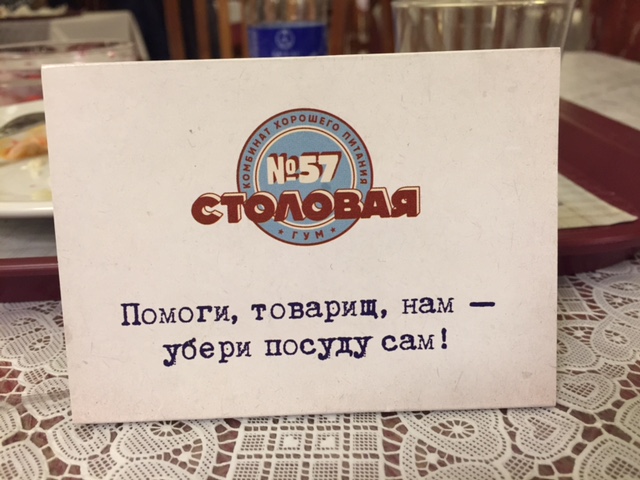 КОМБИНАТ ХОРОШЕГО ПИТАНИЯ
№57
СТОЛОВАЯ
ГУМ
Помоги, товарищ, нам —
убери посуду сам!